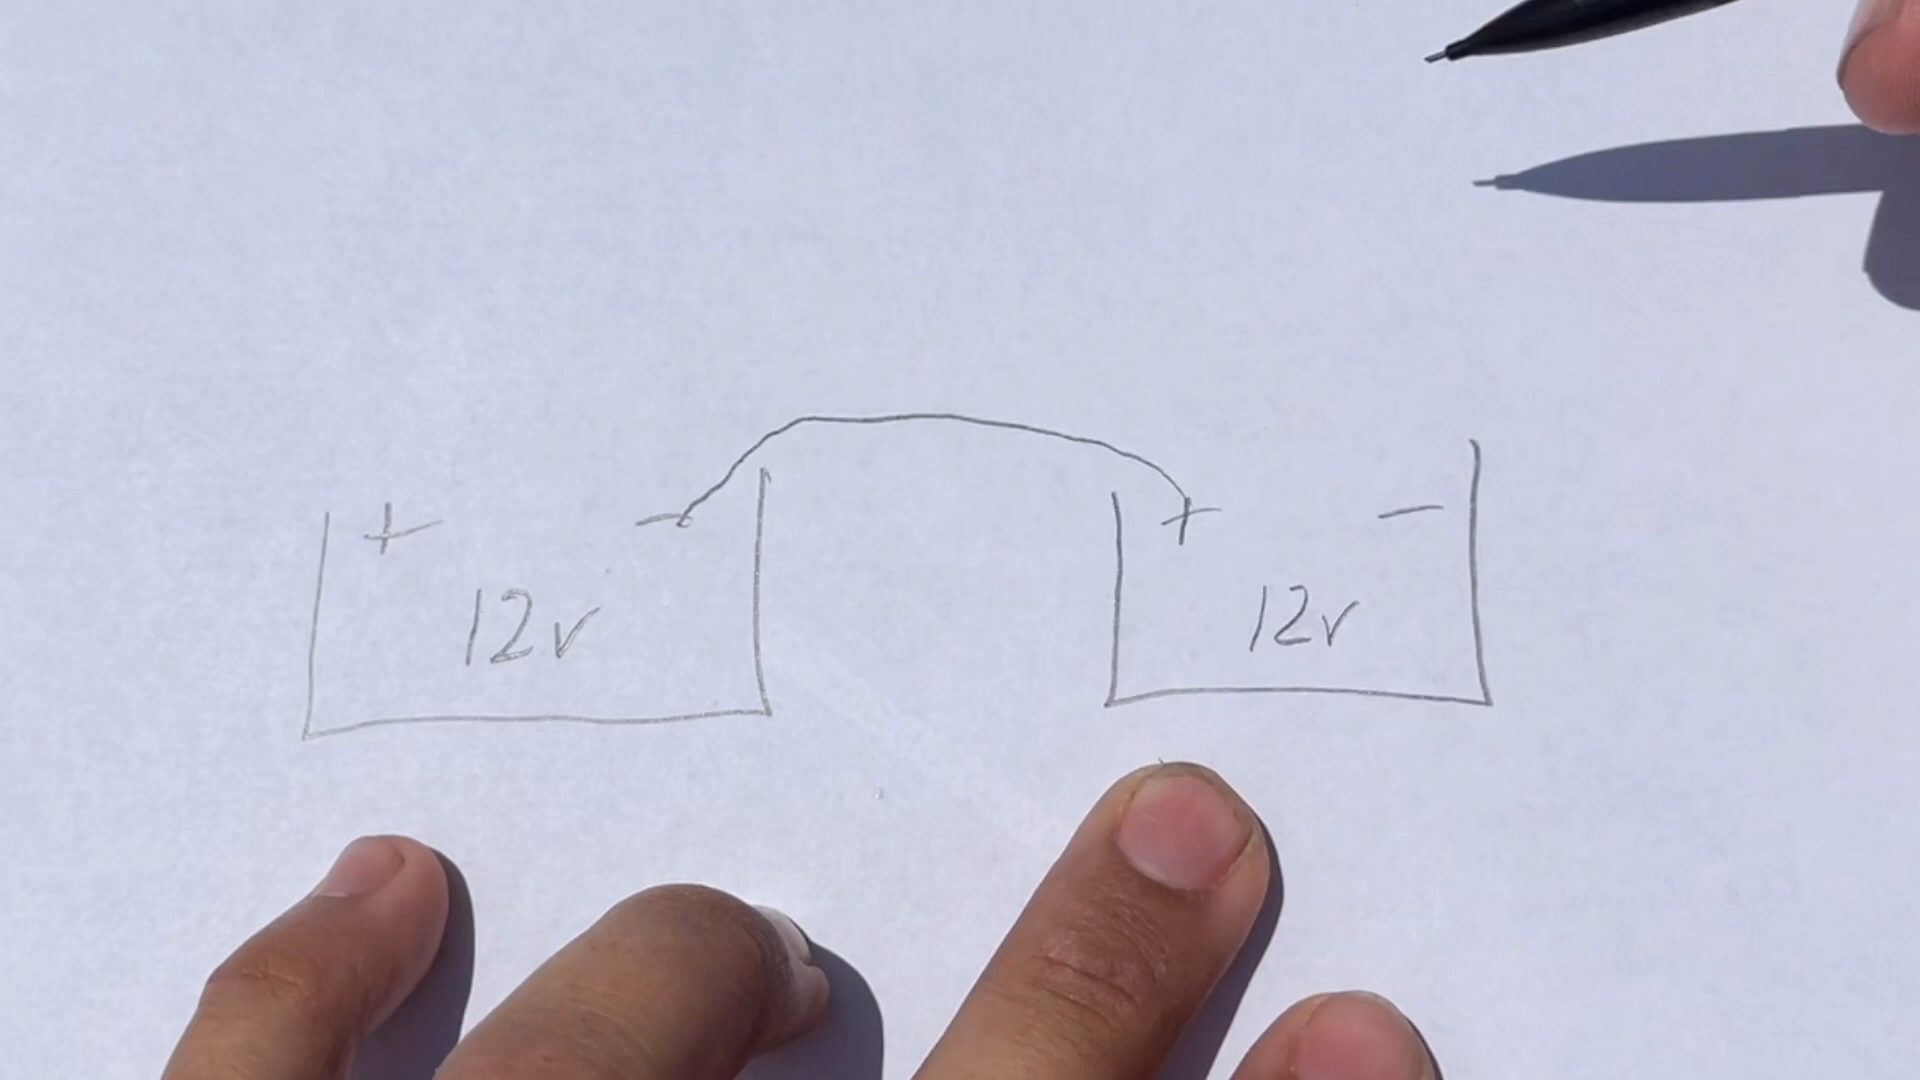 + - + -
12v 12v